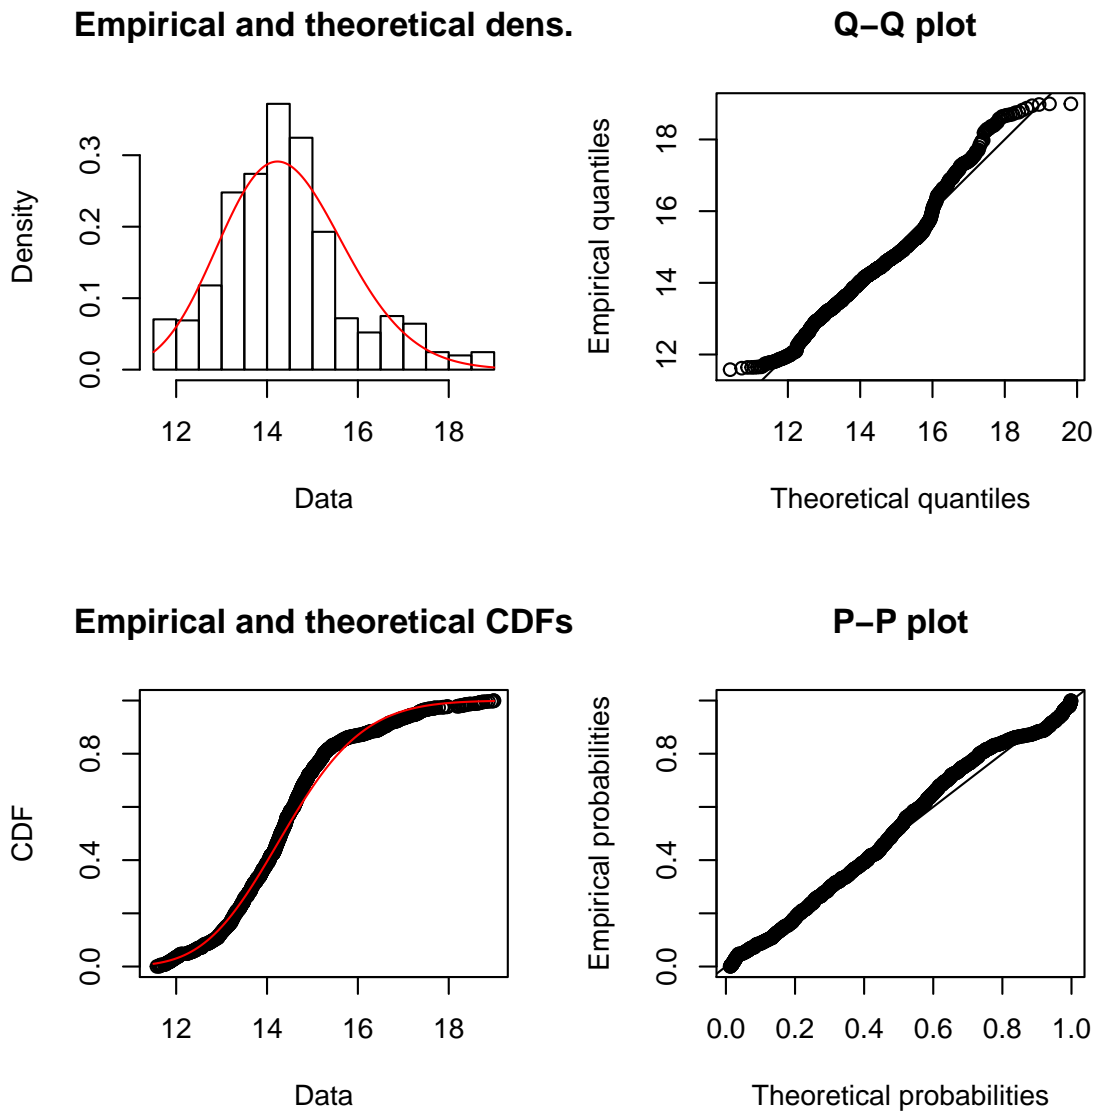 Empirical and theoretical dens.
Density
0.0 0.1 0.2 0.3
12 14 16 18
Data
Q−Q plot
Empirical quantiles
12 14 16 18
12 14 16 18 20
Theoretical quantiles
Empirical and theoretical CDFs
CDF
0.0 0.4 0.8
12 14 16 18
Data
P−P plot
Empirical probabilities
0.0 0.4 0.8
0.0 0.2 0.4 0.6 0.8 1.0
Theoretical probabilities